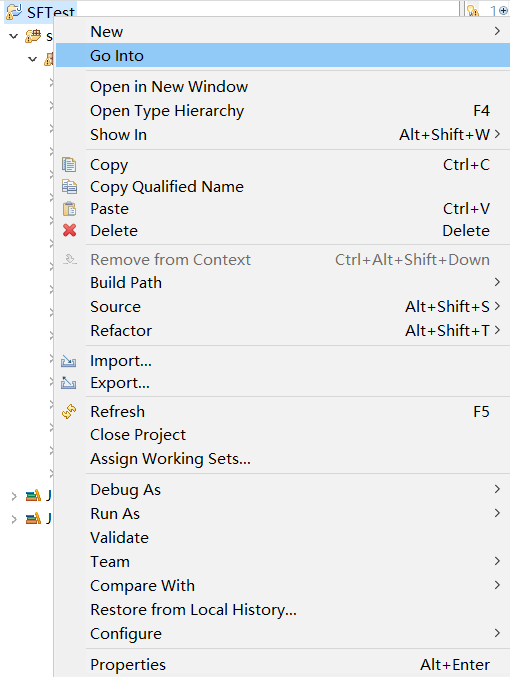 SFTest
New
Go Into
Open in New Window
Open Type Hierarchy F4
Show In Alt+Shift+W
Copy Ctrl+C
Copy Qualified Name
Paste Ctrl+V
Delete Delete
Remove from Context Ctrl+Alt+Shift+Down
Build Path
Source Alt+Shift+S
Refactor Alt+Shift+T
Import...
Export...
Refresh F5
Close Project
Assign Working Sets...
Debug As
Run As
Validate
Team
Compare With
Restore from Local History...
Configure
Properties Alt+Enter